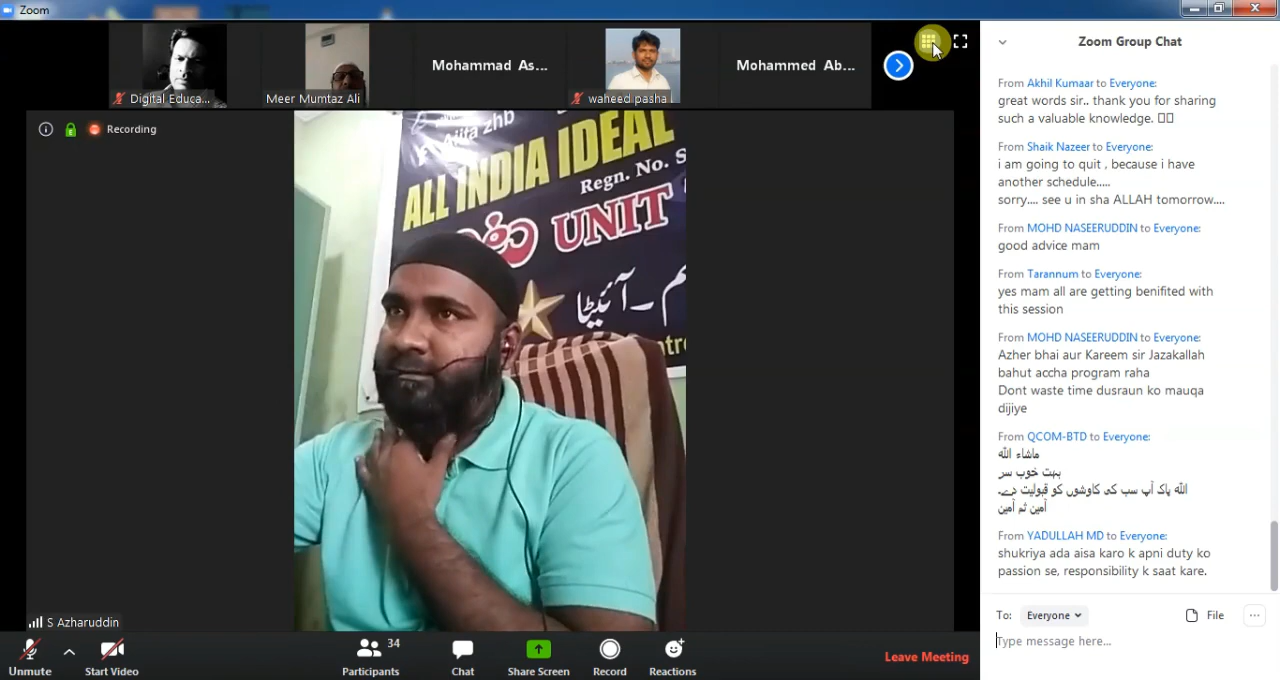 Zoom
Digital Educa...
Meer Mumtaz Ali
Mohammad As...
waheed pasha
Mohammed Ab...
Recording
ALL INDIA IDEAL
Regn. No. S
UNIT
آئیٹا
S Azharuddin
Unmute
Start Video
Participants
34
Chat
Share Screen
Record
Reactions
Leave Meeting
Zoom Group Chat
From Akhil Kumaar to Everyone:
great words sir.. thank you for sharing
such a valuable knowledge.
From Shaik Nazeer to Everyone:
i am going to quit , because i have
another schedule.....
sorry.... see u in sha ALLAH tomorrow....
From MOHD NASEERUDDIN to Everyone:
good advice mam
From Tarannum to Everyone:
yes mam all are getting benifited with
this session
From MOHD NASEERUDDIN to Everyone:
Azher bhai aur Kareem sir Jazakallah
bahut accha program raha
Dont waste time dusraun ko mauqa
dijiye
From QCOM-BTD to Everyone:
ماشاء اللہ
بہت خوب سر
اللہ پاک آپ سب کی کاوشوں کو قبولیت دے۔
آمین ثم آمین
From YADULLAH MD to Everyone:
shukriya ada aisa karo k apni duty ko
passion se, responsibility k saat kare.
To: Everyone
File
Type message here...